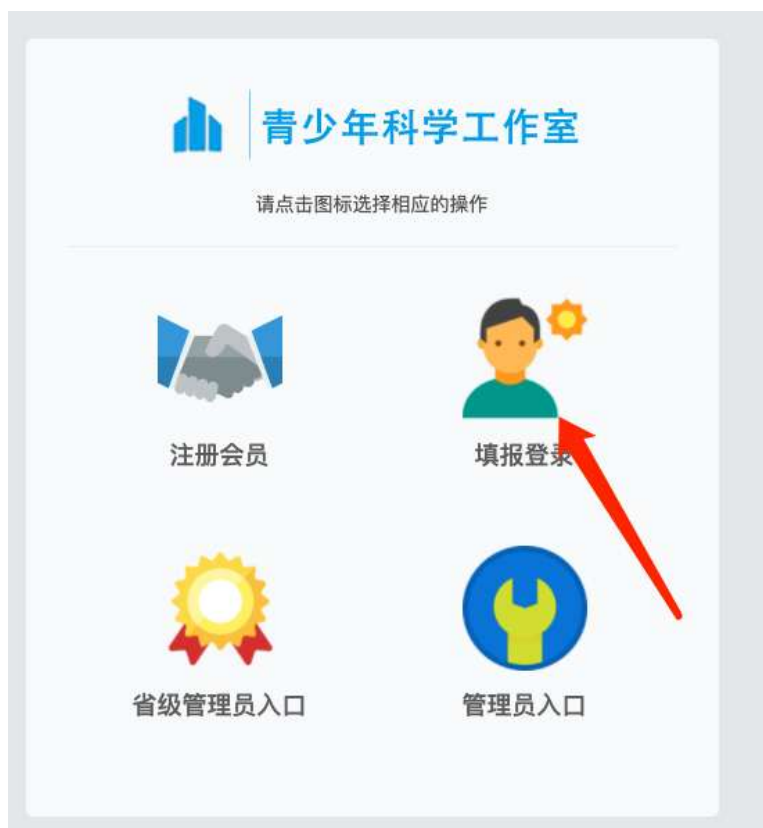 青少年科学工作室
请点击图标选择相应的操作
注册会员
填报登录
省级管理员入口
管理员入口